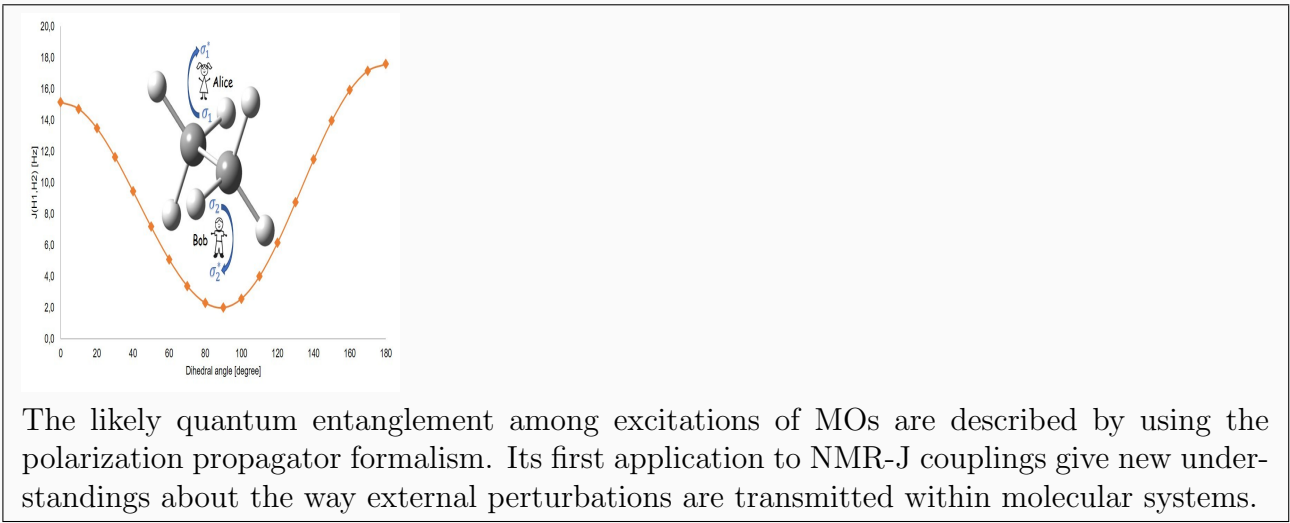 20,0
18,0
16,0
14,0
12,0
10,0
8,0
6,0
4,0
2,0
0,0
J(H1,H2) [Hz]
σ₁*
Alice
σ₁
σ₂
Bob
σ₂*
0 20 40 60 80 100 120 140 160 180
Dihedral angle [degree]
The likely quantum entanglement among excitations of MOs are described by using the
polarization propagator formalism. Its first application to NMR-J couplings give new under-
standings about the way external perturbations are transmitted within molecular systems.